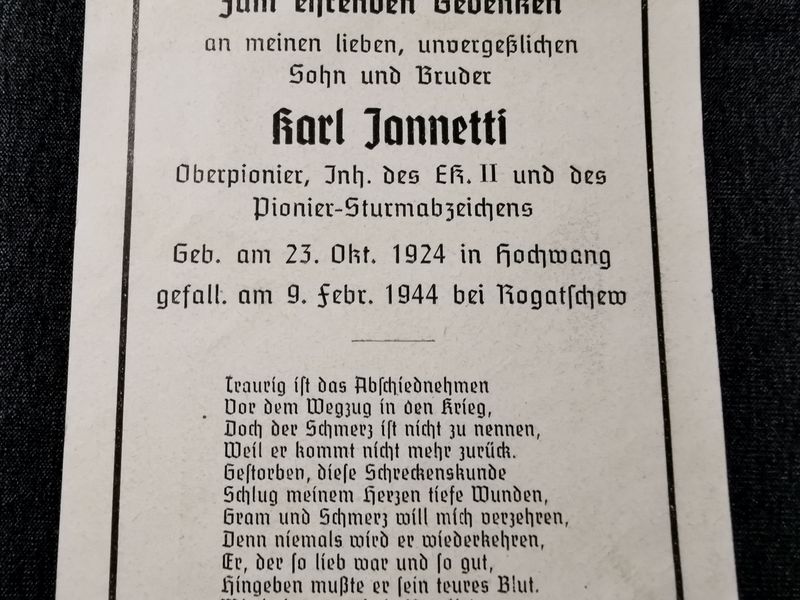 Zum ehrenden Gedenken
an meinen lieben, unvergeßlichen
Sohn und Bruder
Karl Jannetti
Oberpionier, Inh. des EK. II und des
Pionier-Sturmabzeichens
Geb. am 23. Okt. 1924 in Hochwang
gefall. am 9. Febr. 1944 bei Rogatschew
Traurig ist das Abschiednehmen
Vor dem Wegzug in den Krieg,
Doch der Schmerz ist nicht zu nennen,
Weil er kommt nicht mehr zurück.
Gestorben, diese Schreckenskunde
Schlug meinem Herzen tiefe Wunden,
Gram und Schmerz will mich verzehren,
Denn niemals wird er wiederkehren,
Er, der so lieb war und so gut,
Hingeben mußte er sein teures Blut.